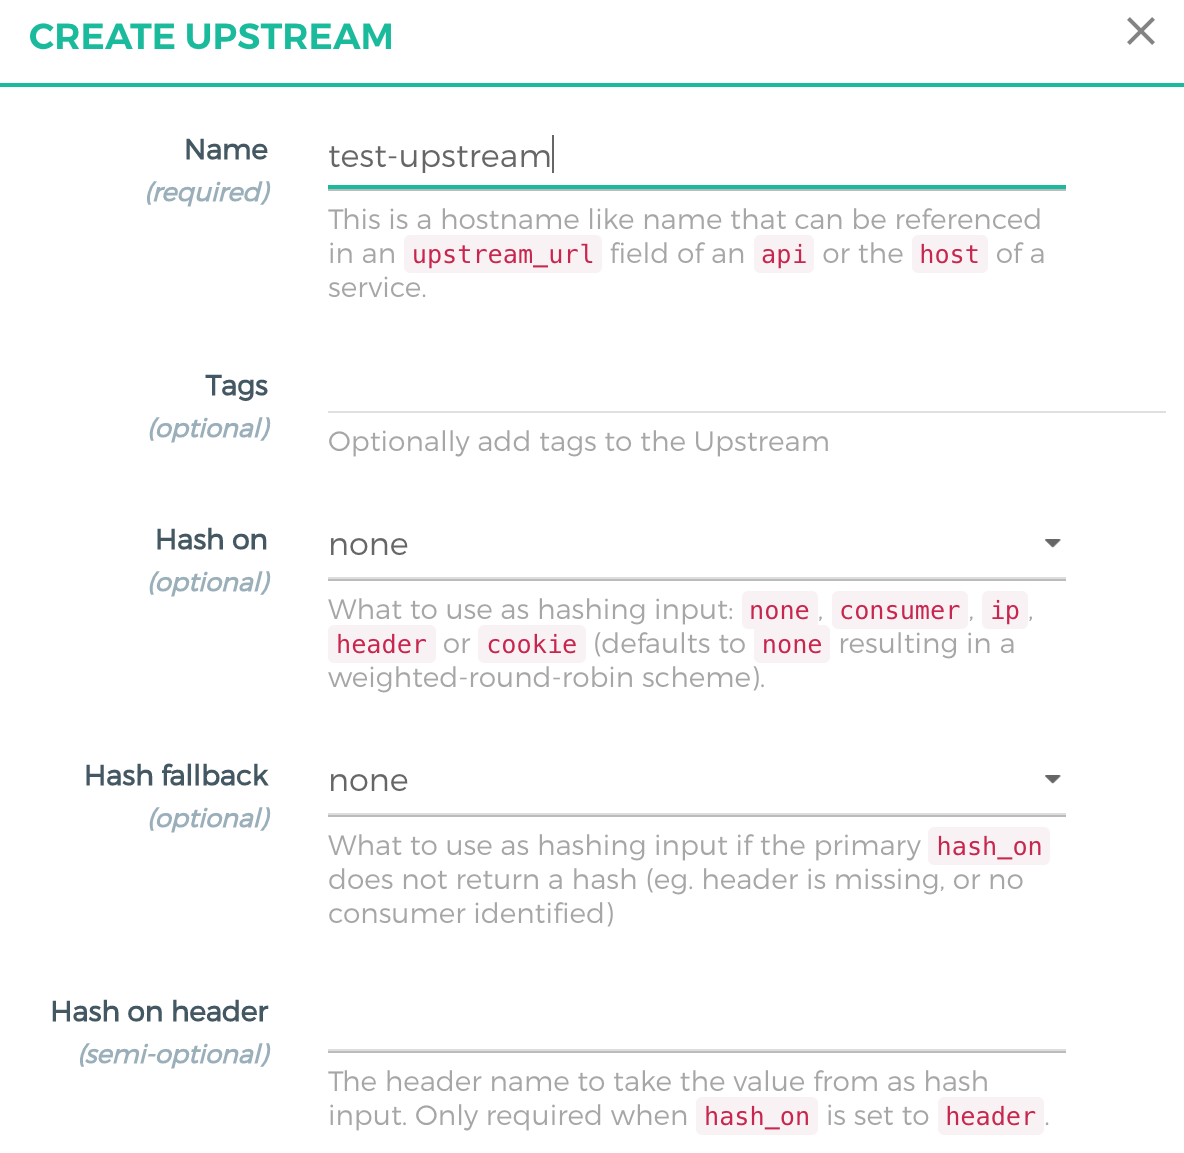 CREATE UPSTREAM
Name
(required)
test-upstream
This is a hostname like name that can be referenced
in an upstream_url field of an api or the host of a
service.
Tags
(optional)
Optionally add tags to the Upstream
Hash on
(optional)
none
What to use as hashing input: none, consumer, ip,
header or cookie (defaults to none resulting in a
weighted-round-robin scheme).
Hash fallback
(optional)
none
What to use as hashing input if the primary hash_on
does not return a hash (eg. header is missing, or no
consumer identified)
Hash on header
(semi-optional)
The header name to take the value from as hash
input. Only required when hash_on is set to header.